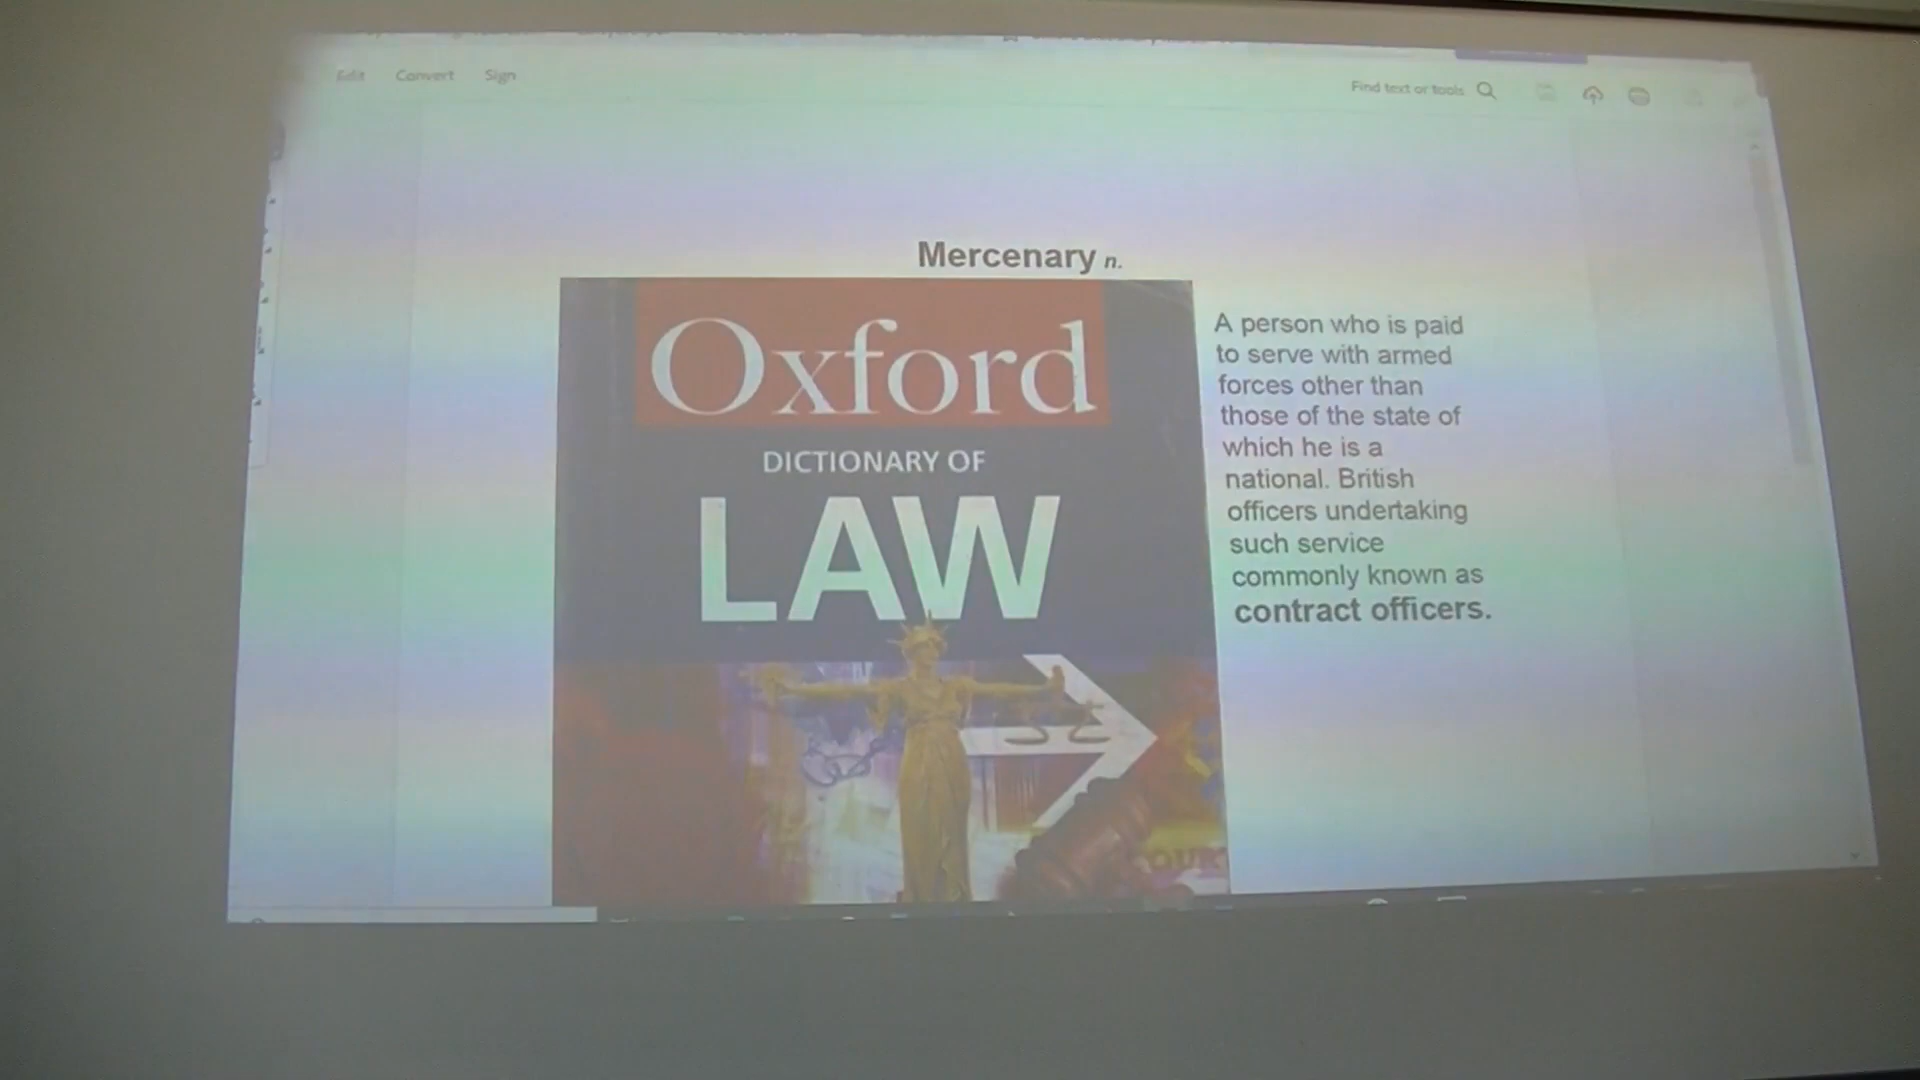 Edit Convert Sign
Find text or tools
Mercenary n.
Oxford
DICTIONARY OF
LAW
A person who is paid
to serve with armed
forces other than
those of the state of
which he is a
national. British
officers undertaking
such service
commonly known as
contract officers.